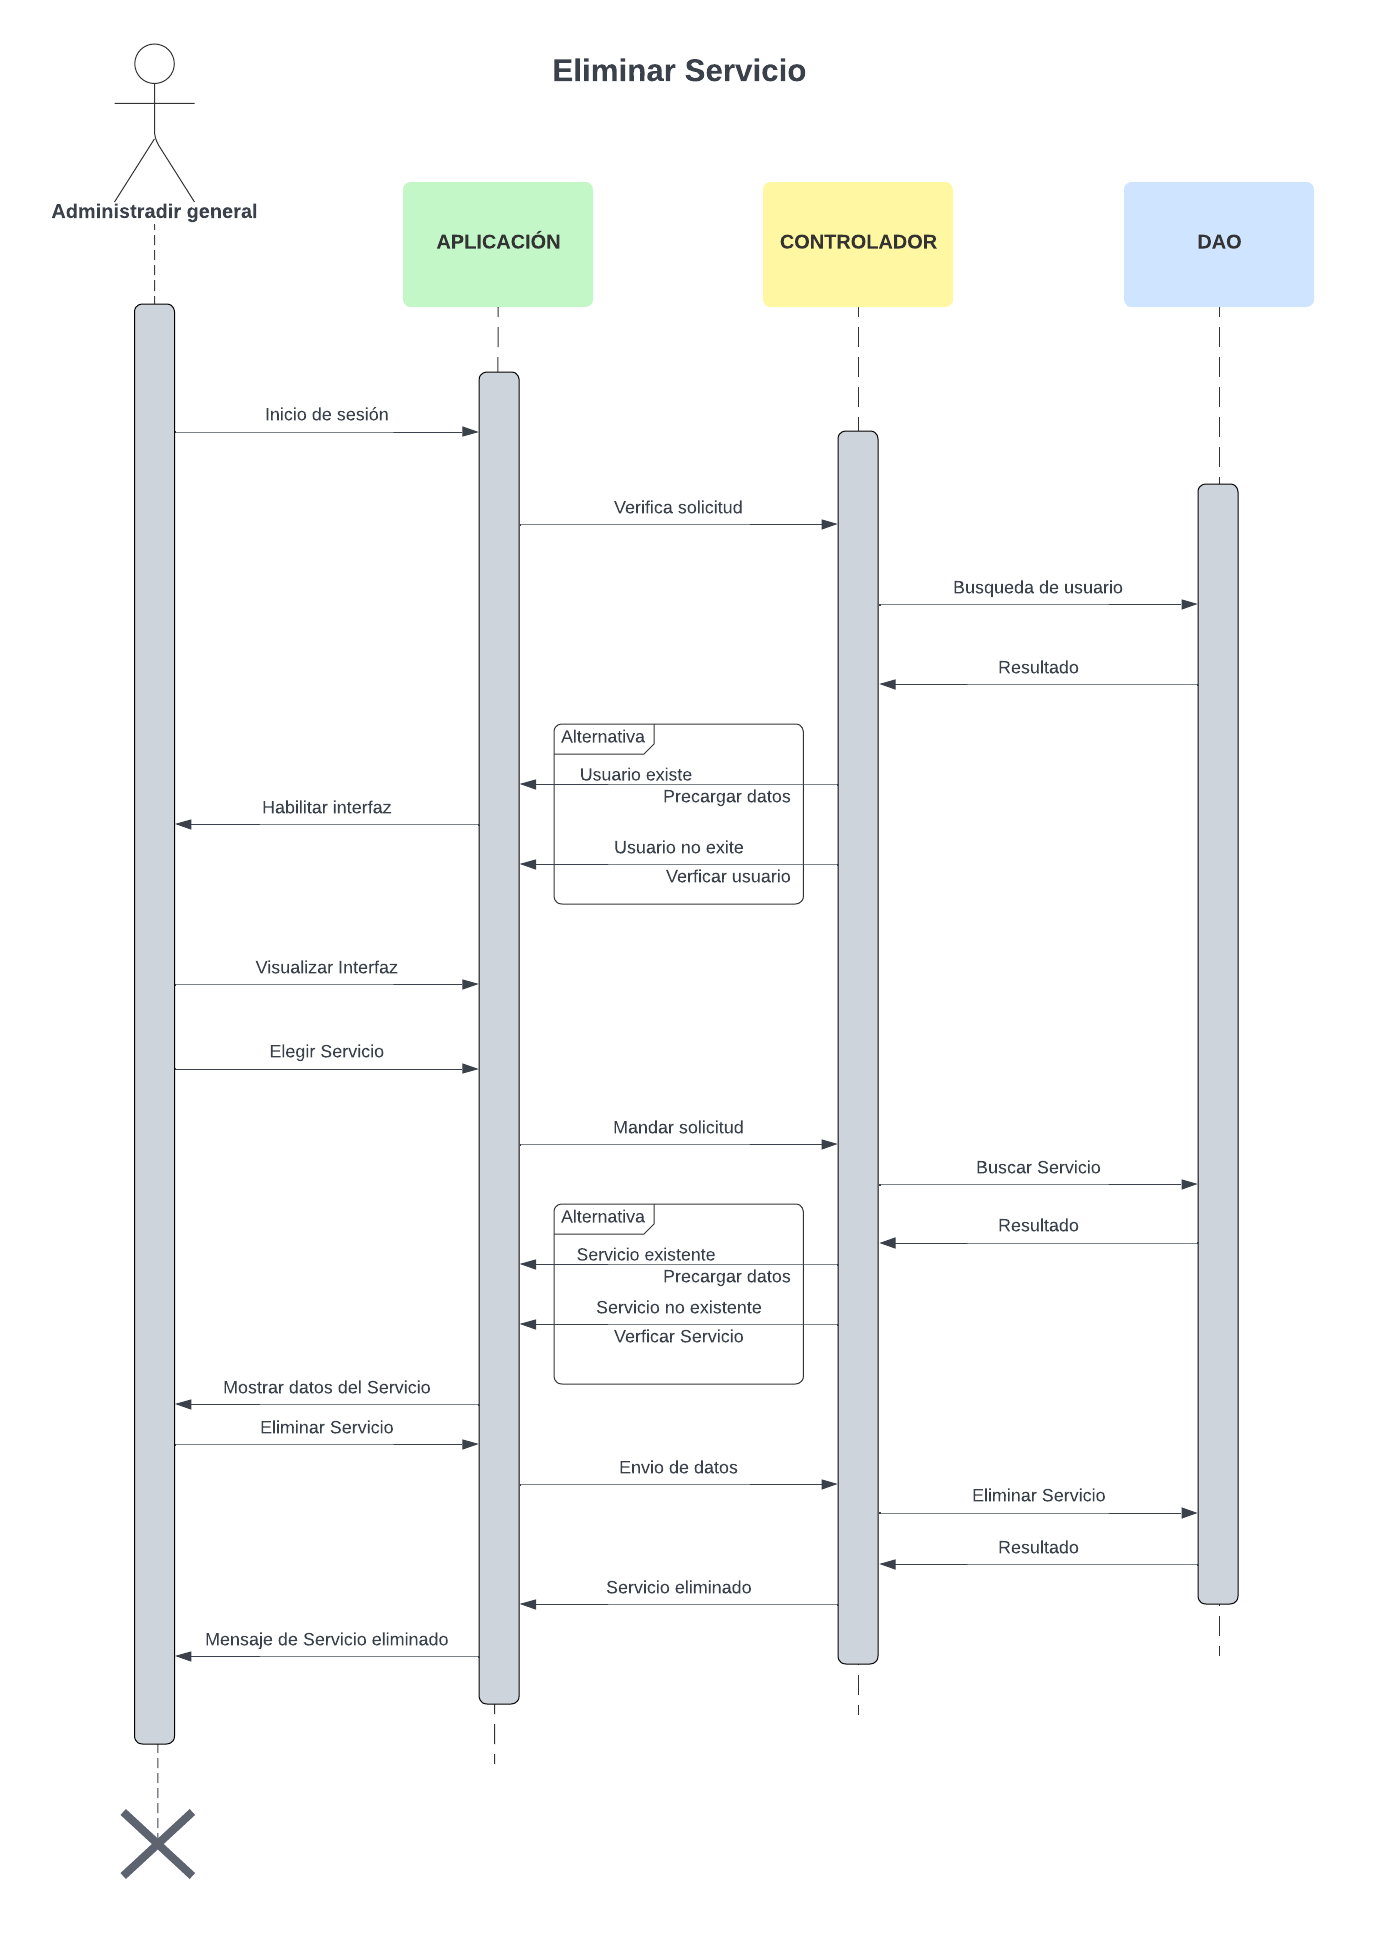 Eliminar Servicio
Administradir general
APLICACIÓN
CONTROLADOR
DAO
Inicio de sesión
Verifica solicitud
Busqueda de usuario
Resultado
Alternativa
Usuario existe
Precargar datos
Habilitar interfaz
Usuario no exite
Verficar usuario
Visualizar Interfaz
Elegir Servicio
Mandar solicitud
Buscar Servicio
Alternativa
Resultado
Servicio existente
Precargar datos
Servicio no existente
Verficar Servicio
Mostrar datos del Servicio
Eliminar Servicio
Envio de datos
Eliminar Servicio
Resultado
Servicio eliminado
Mensaje de Servicio eliminado